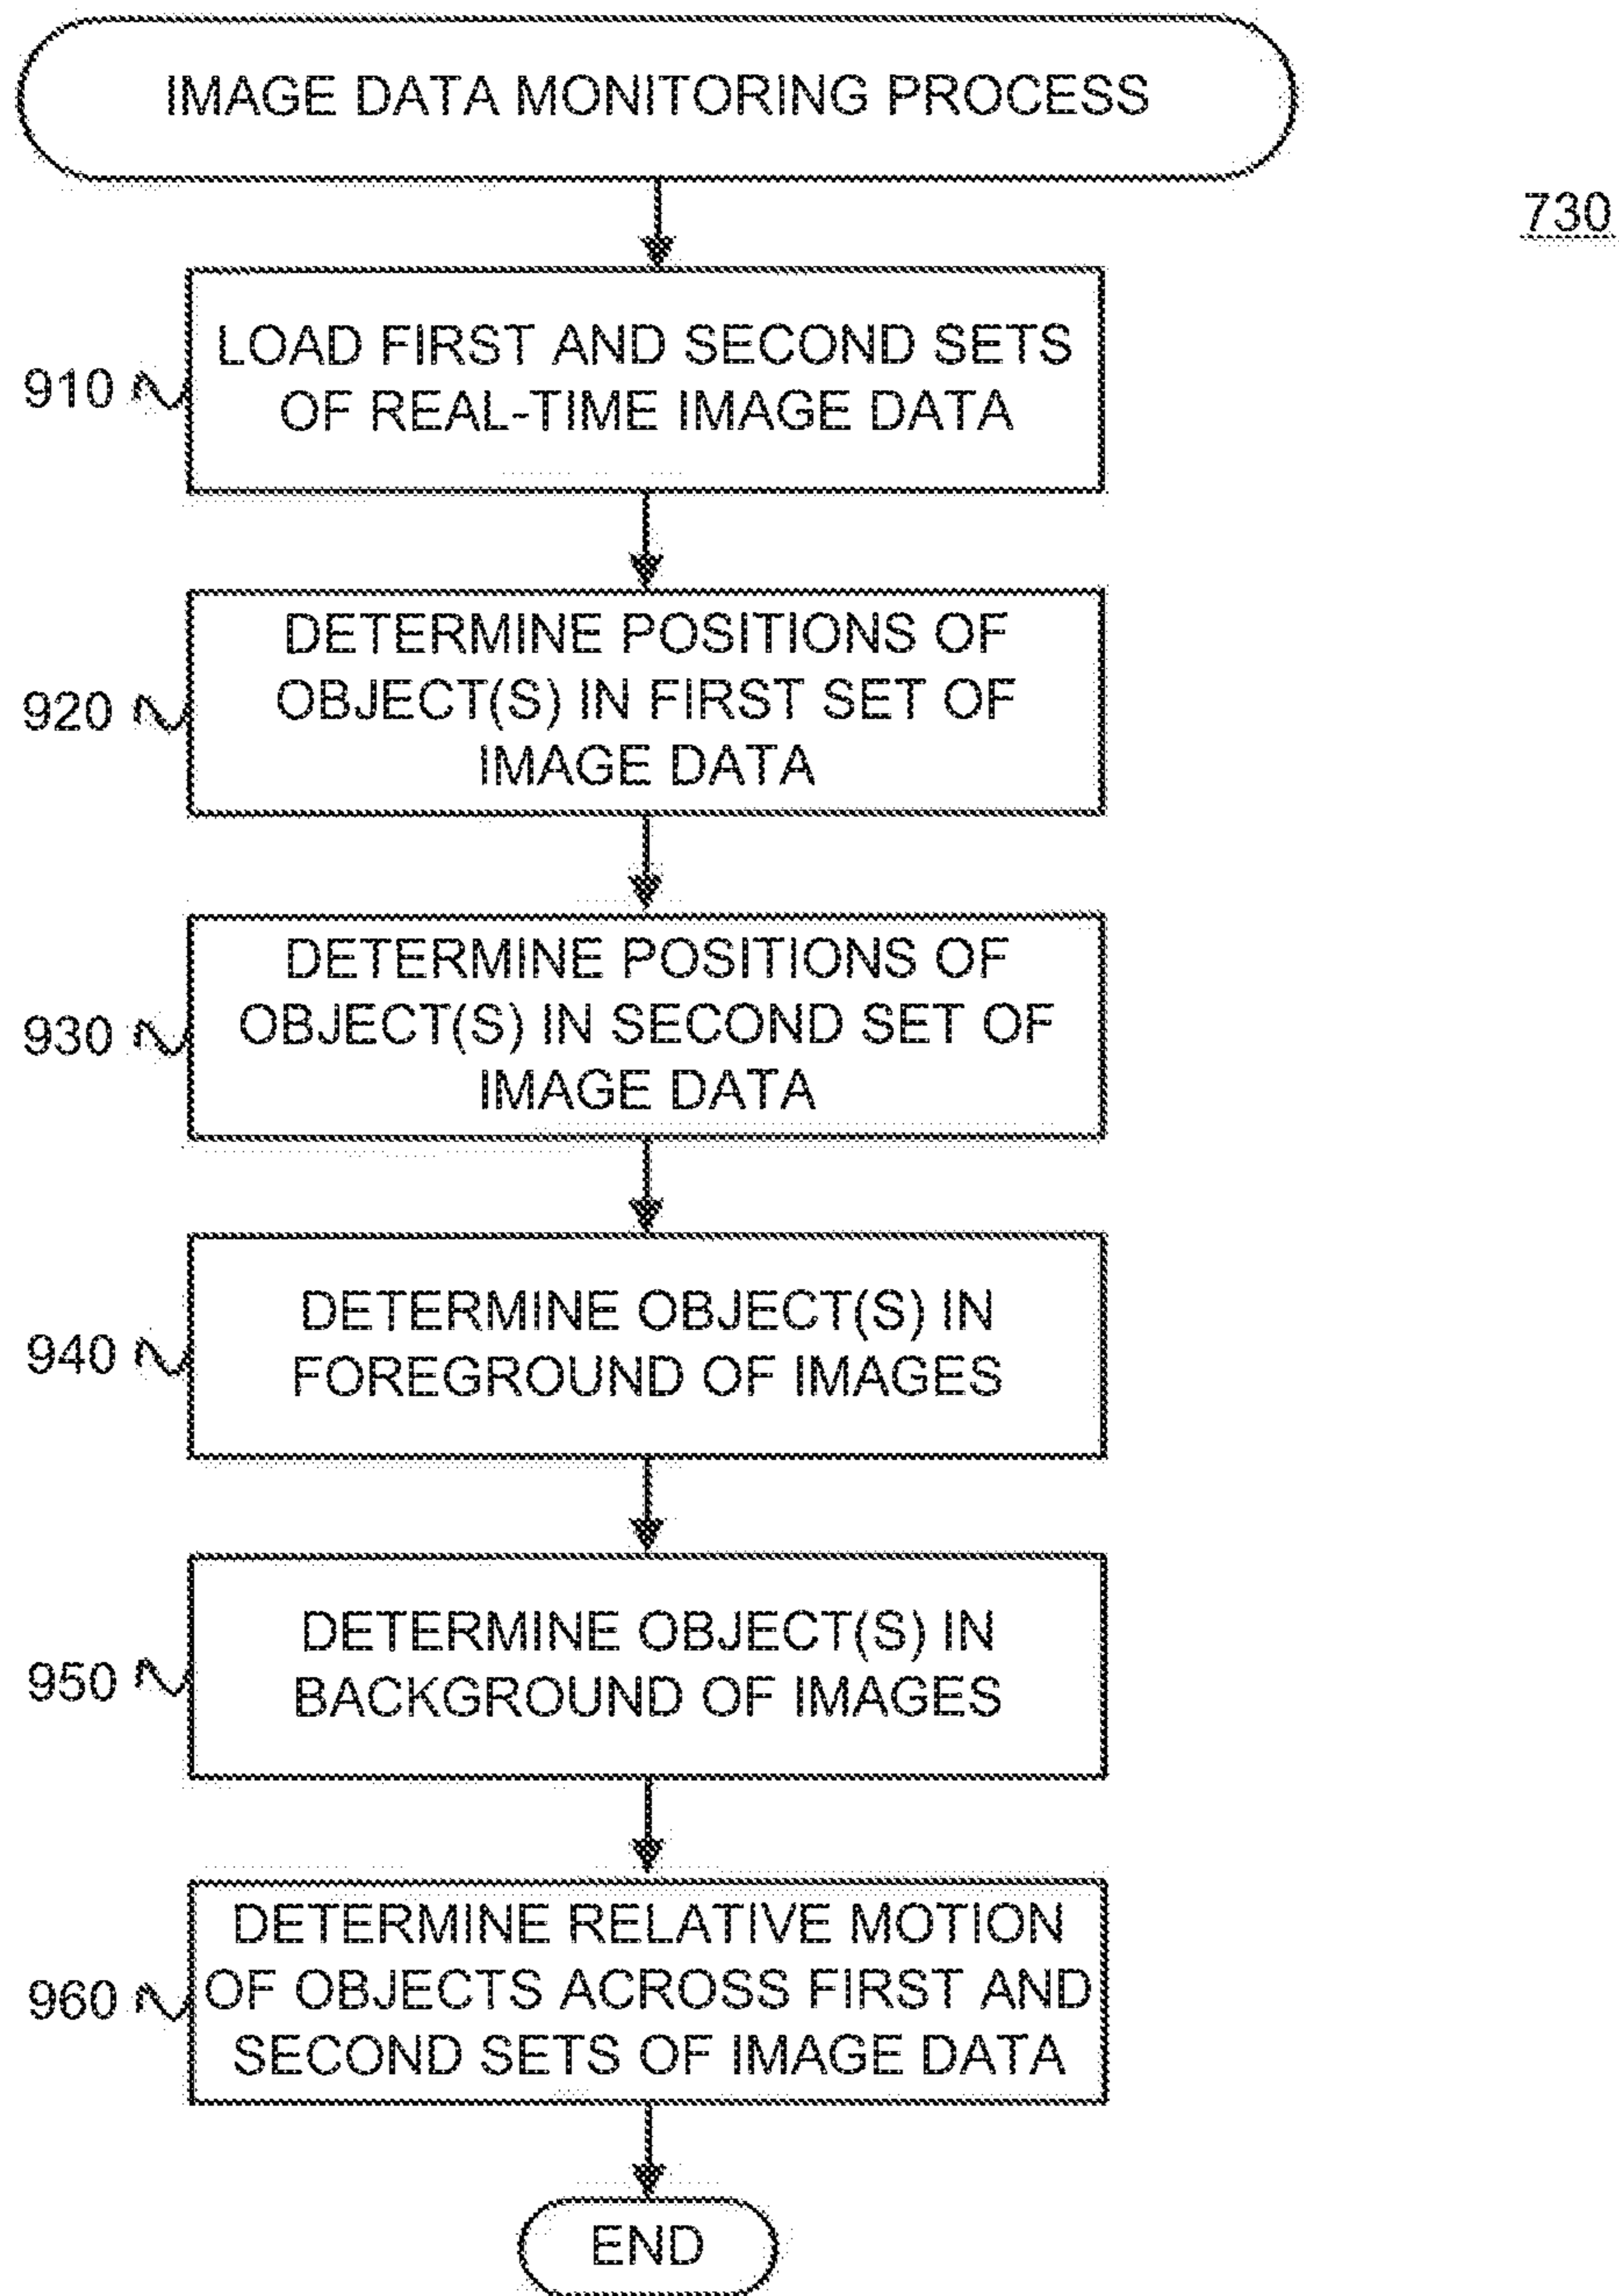 IMAGE DATA MONITORING PROCESS
730
910
LOAD FIRST AND SECOND SETS
OF REAL-TIME IMAGE DATA
920
DETERMINE POSITIONS OF
OBJECT(S) IN FIRST SET OF
IMAGE DATA
930
DETERMINE POSITIONS OF
OBJECT(S) IN SECOND SET OF
IMAGE DATA
940
DETERMINE OBJECT(S) IN
FOREGROUND OF IMAGES
950
DETERMINE OBJECT(S) IN
BACKGROUND OF IMAGES
960
DETERMINE RELATIVE MOTION
OF OBJECTS ACROSS FIRST AND
SECOND SETS OF IMAGE DATA
END